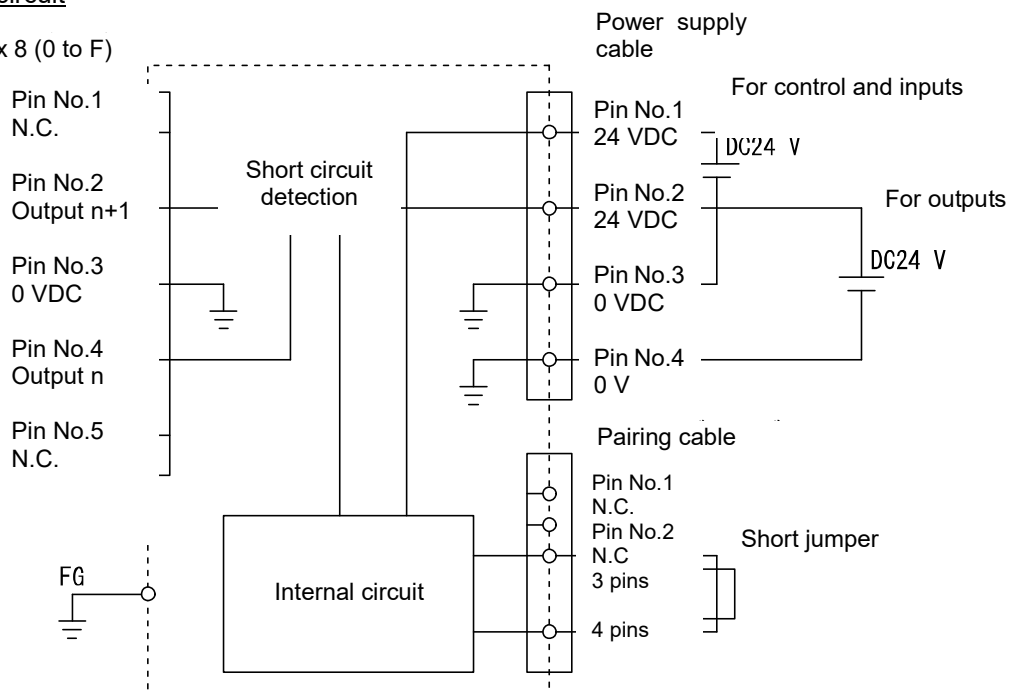 circuit
x 8 (0 to F)
Pin No.1
N.C.
Pin No.2
Output n+1
Pin No.3
0 VDC
Pin No.4
Output n
Pin No.5
N.C.
FG
Short circuit
detection
Internal circuit
Power supply
cable
Pin No.1
24 VDC
Pin No.2
24 VDC
Pin No.3
0 VDC
Pin No.4
0 V
For control and inputs
DC24 V
For outputs
DC24 V
Pairing cable
Pin No.1
N.C.
Pin No.2
N.C
3 pins
4 pins
Short jumper